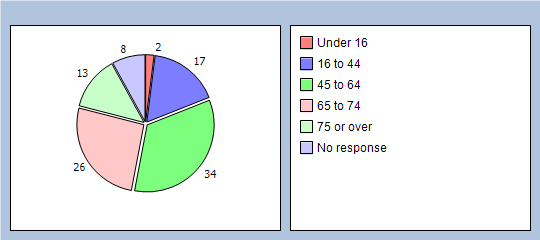 8
2
17
13
26
34
Under 16
16 to 44
45 to 64
65 to 74
75 or over
No response